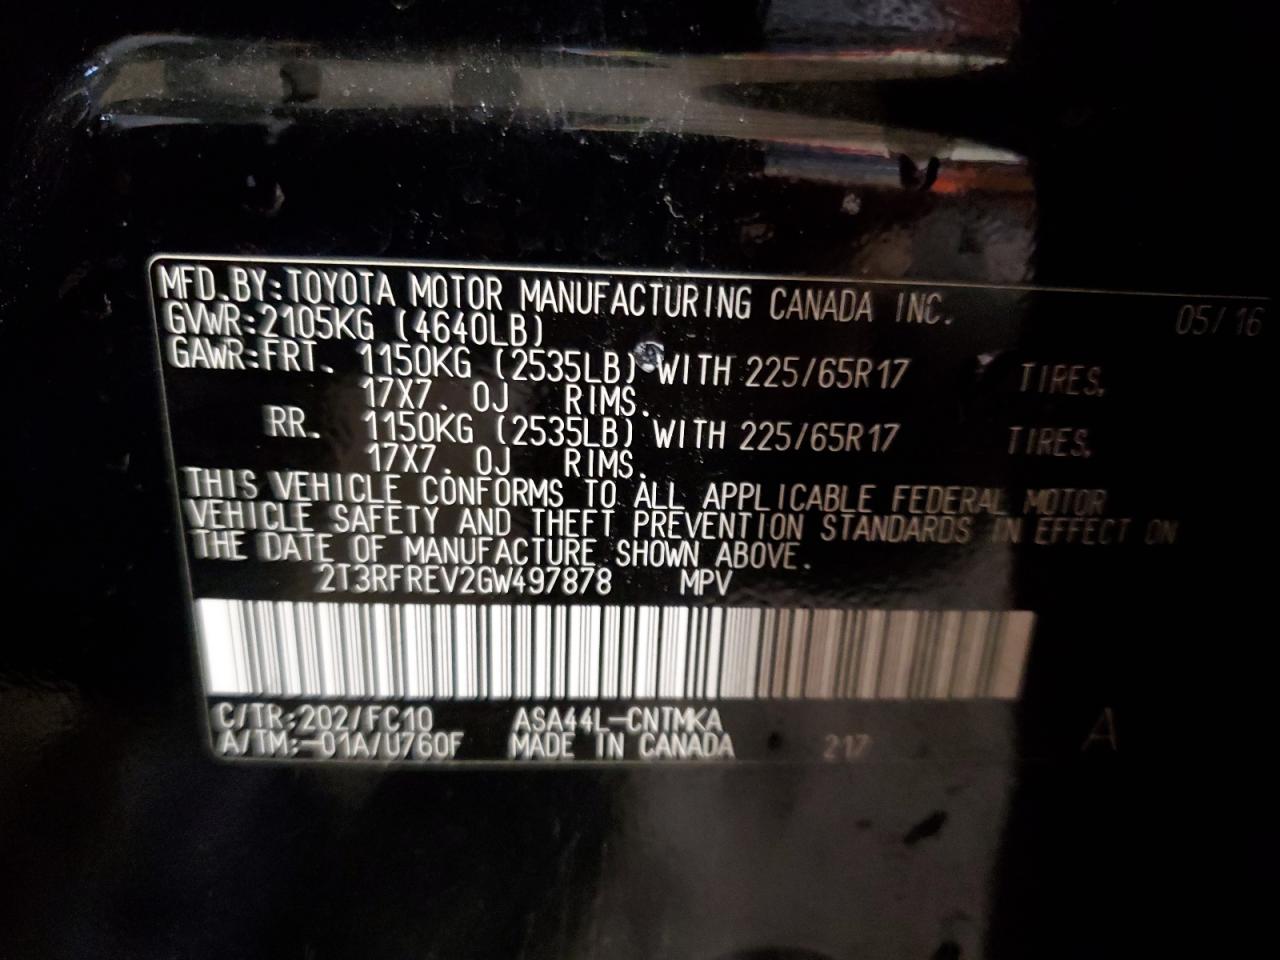 MFD.BY:TOYOTA MOTOR MANUFACTURING CANADA INC. 05/16
GVWR:2105KG (4640LB)
GAWR:FRT. 1150KG (2535LB) WITH 225/65R17 TIRES,
17X7. 0J RIMS.
RR. 1150KG (2535LB) WITH 225/65R17 TIRES,
17X7. 0J RIMS.
THIS VEHICLE CONFORMS TO ALL APPLICABLE FEDERAL MOTOR
VEHICLE SAFETY AND THEFT PREVENTION STANDARDS IN EFFECT ON
THE DATE OF MANUFACTURE SHOWN ABOVE.
2T3RFREV2GW497878 MPV
C/TR:202/FC10 ASA44L-CNTMKA A
A/TM:-01A/U760F MADE IN CANADA 217